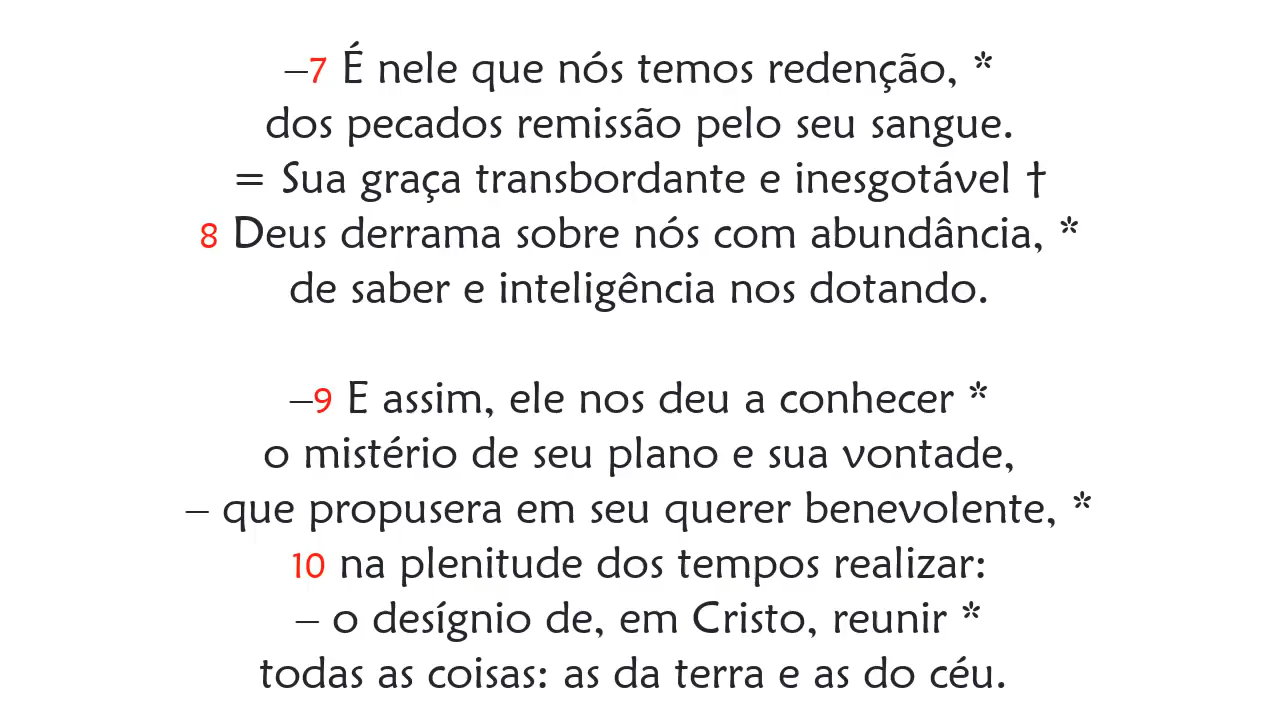 –7 É nele que nós temos redenção, *
dos pecados remissão pelo seu sangue.
= Sua graça transbordante e inesgotável †
8 Deus derrama sobre nós com abundância, *
de saber e inteligência nos dotando.
–9 E assim, ele nos deu a conhecer *
o mistério de seu plano e sua vontade,
– que propusera em seu querer benevolente, *
10 na plenitude dos tempos realizar:
– o desígnio de, em Cristo, reunir *
todas as coisas: as da terra e as do céu.